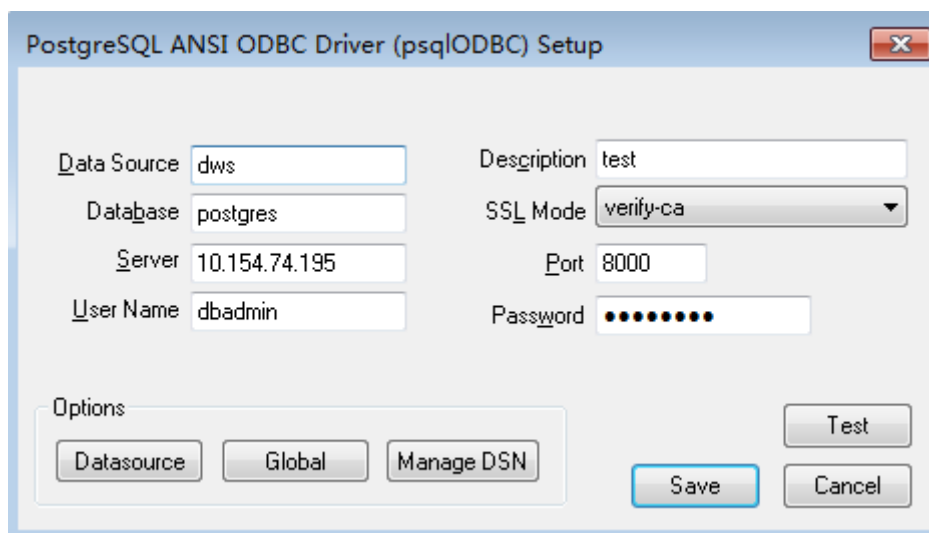 PostgreSQL ANSI ODBC Driver (psqlODBC) Setup
Data Source dws Description test
Database postgres SSL Mode verify-ca
Server 10.154.74.195 Port 8000
User Name dbadmin Password ●●●●●●●●
Options
Test
Datasource Global Manage DSN
Save Cancel